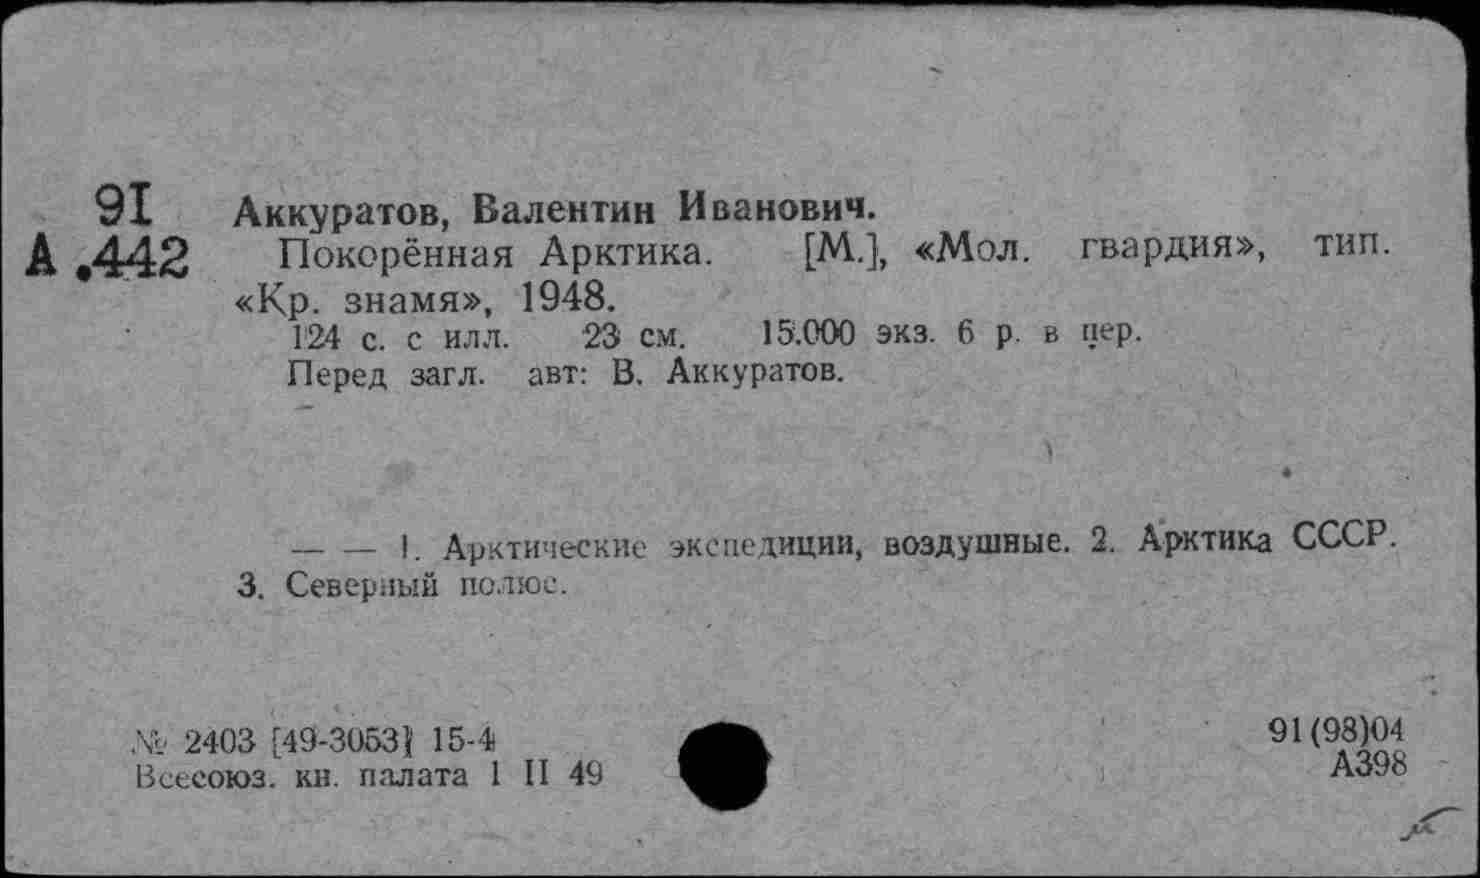 91 Аккуратов, Валентин Иванович.
А.442 Покорённая Арктика. [М.], «Мол. гвардия», тип.
«Кр. знамя», 1948.
124 с. с илл. 23 см. 15.000 экз. 6 р. в пер.
Перед загл. авт: В. Аккуратов.
— — 1. Арктические экспедиции, воздушные. 2. Арктика СССР.
3. Северный полюс.
№ 2403 [49-3053] 15-4
Всесоюз. кн. палата 1 II 49
91(98)04
А398